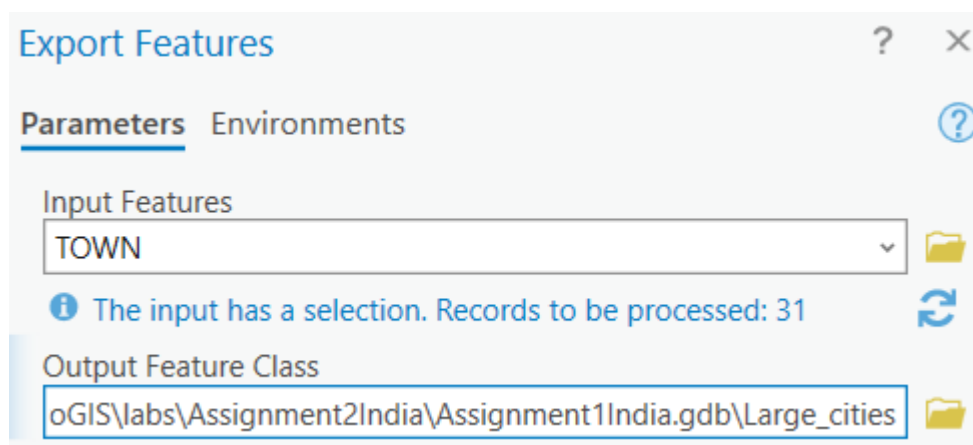 Export Features
Parameters Environments
Input Features
TOWN
The input has a selection. Records to be processed: 31
Output Feature Class
oGIS\labs\Assignment2India\Assignment1India.gdb\Large_cities